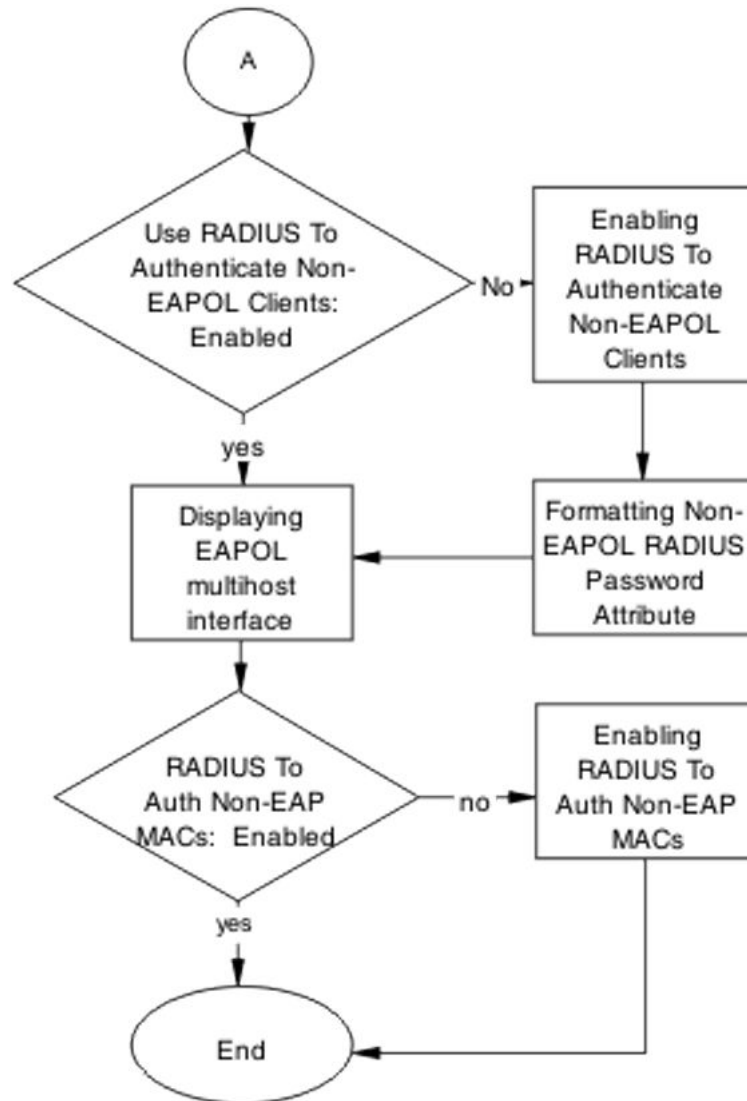 A
Use RADIUS To
Authenticate Non-
EAPOL Clients:
Enabled
No
Enabling
RADIUS To
Authenticate
Non-EAPOL
Clients
yes
Displaying
EAPOL
multihost
interface
Formatting Non-
EAPOL RADIUS
Password
Attribute
RADIUS To
Auth Non-EAP
MACs: Enabled
no
Enabling
RADIUS To
Auth Non-EAP
MACs
yes
End